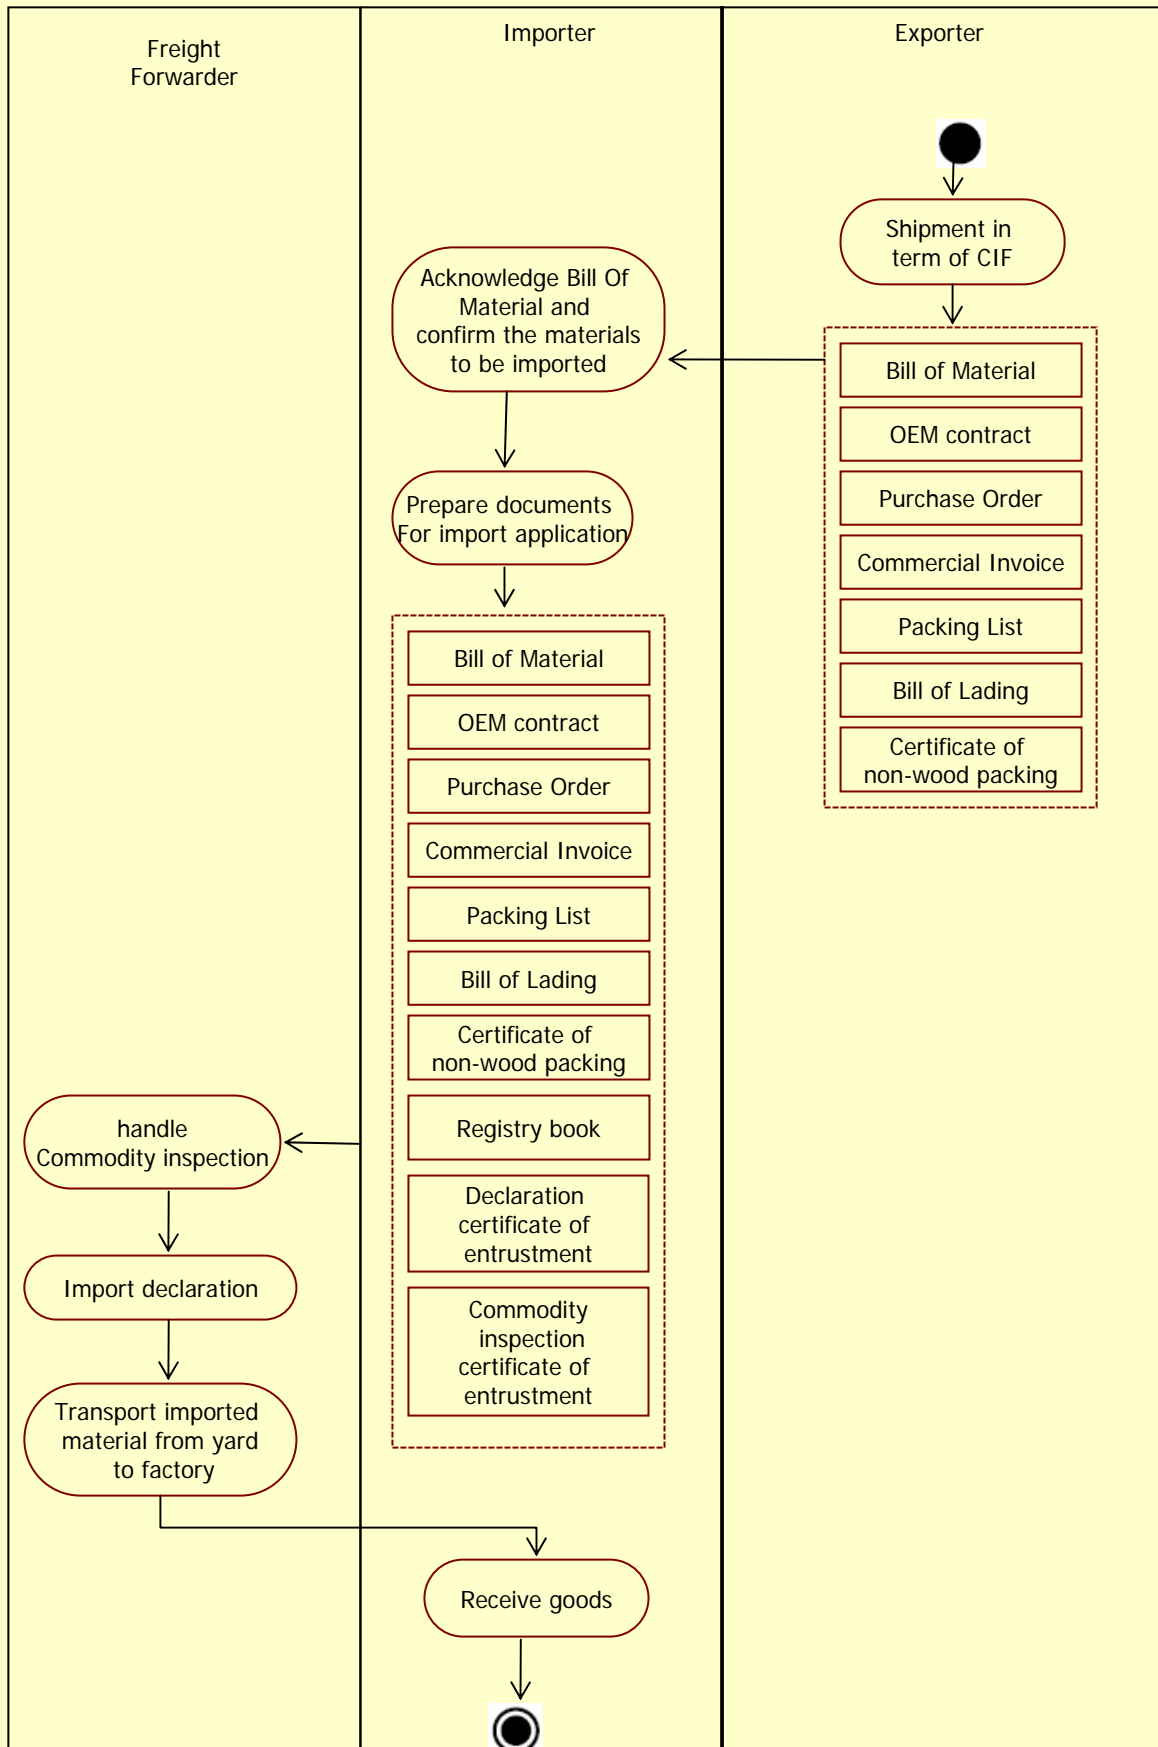 Freight
Forwarder
Importer
Exporter
Shipment in
term of CIF
Bill of Material
OEM contract
Purchase Order
Commercial Invoice
Packing List
Bill of Lading
Certificate of
non-wood packing
Acknowledge Bill Of
Material and
confirm the materials
to be imported
Prepare documents
For import application
Bill of Material
OEM contract
Purchase Order
Commercial Invoice
Packing List
Bill of Lading
Certificate of
non-wood packing
Registry book
Declaration
certificate of
entrustment
Commodity
inspection
certificate of
entrustment
handle
Commodity inspection
Import declaration
Transport imported
material from yard
to factory
Receive goods